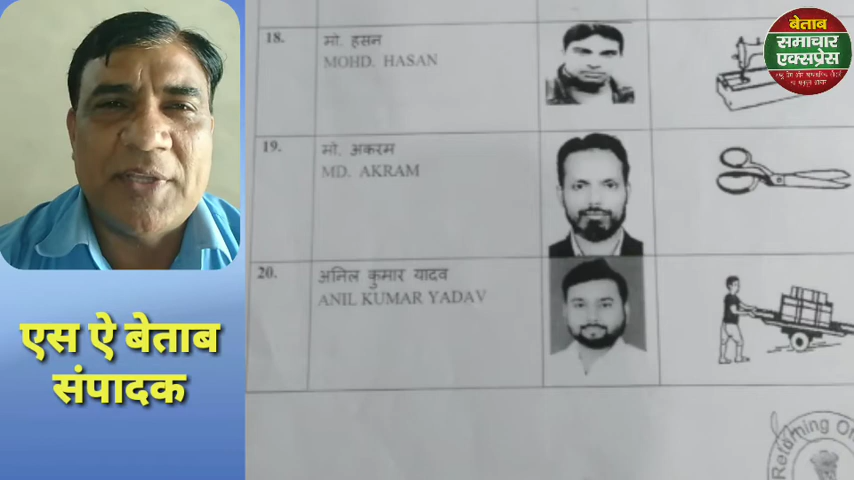 18.
मो. हसन
MOHD. HASAN
19.
मो. अकरम
MD. AKRAM
20.
अनिल कुमार यादव
ANIL KUMAR YADAV
बेताब
समाचार
एक्सप्रेस
एस ऐ बेताब
संपादक
Returning